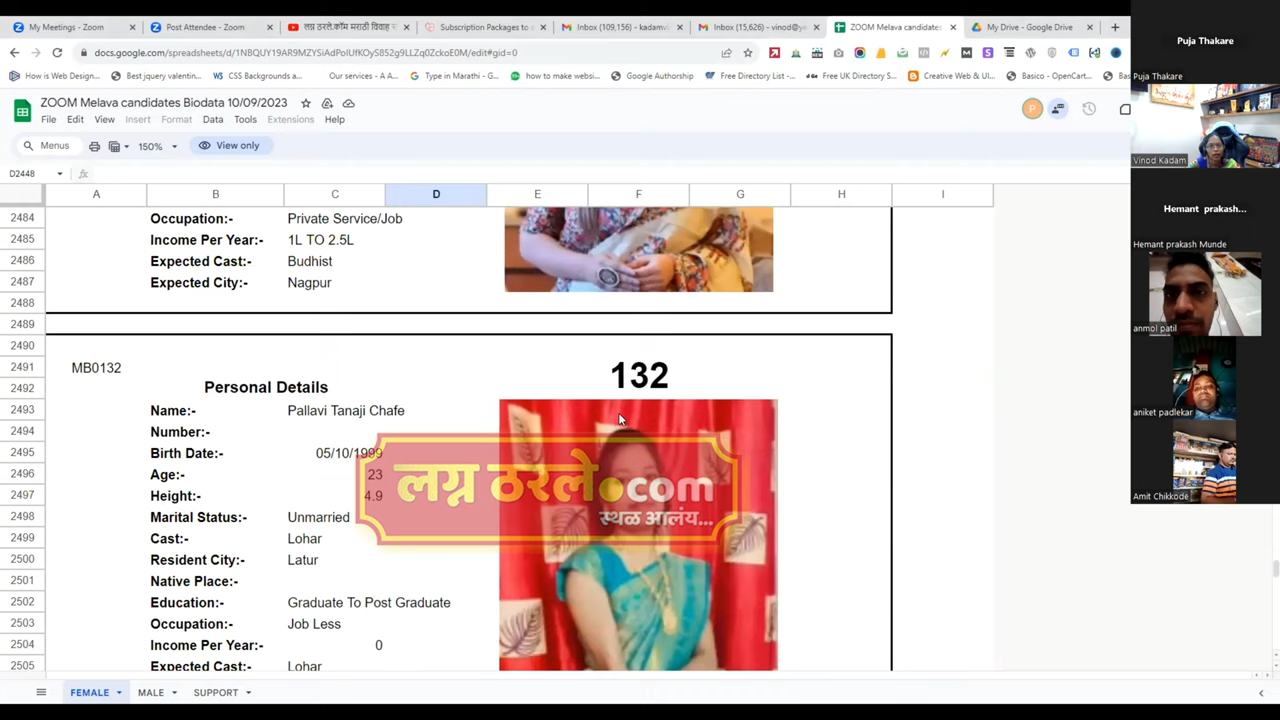 My Meetings - Zoom
Post Attendee - Zoom
लग्न ठरले.कॉम मराठी विवाह सं
Subscription Packages to e
Inbox (109,156) - kadamvin
Inbox (15,626) - vinod@ye
ZOOM Melava candidates
My Drive - Google Drive
docs.google.com/spreadsheets/d/1N8QUY19AR9MZYSiAdPoIUfKOyS852g9LLZq0ZckoE0M/edit#gid=0
How is Web Design...
Best jquery valentin...
CSS Backgrounds a...
Our services - A A...
Type in Marathi - G...
how to make websi...
Google Authorship
Free Directory List -...
Free UK Directory S...
Creative Web & UI...
Basico - OpenCart...
Bas
ZOOM Melava candidates Biodata 10/09/2023
File Edit View Insert Format Data Tools Extensions Help
P
Menus
150%
View only
D2448
A B C D E F G H I
2484 Occupation:- Private Service/Job
2485 Income Per Year:- 1L TO 2.5L
2486 Expected Cast:- Budhist
2487 Expected City:- Nagpur
2488
2489
2490
2491 MB0132 132
2492 Personal Details
2493 Name:- Pallavi Tanaji Chafe
2494 Number:-
2495 Birth Date:- 05/10/1999
2496 Age:- 23
2497 Height:- 4.9
2498 Marital Status:- Unmarried
2499 Cast:- Lohar
2500 Resident City:- Latur
2501 Native Place:-
2502 Education:- Graduate To Post Graduate
2503 Occupation:- Job Less
2504 Income Per Year:- 0
2505 Expected Cast:- Lohar
लग्न ठरले.com
स्थळ आलंय...
FEMALE MALE SUPPORT
Puja Thakare
Puja Thakare
Vinod Kadam
Hemant prakash...
Hemant prakash Munde
anmol patil
aniket padlekar
Amit Chikkode